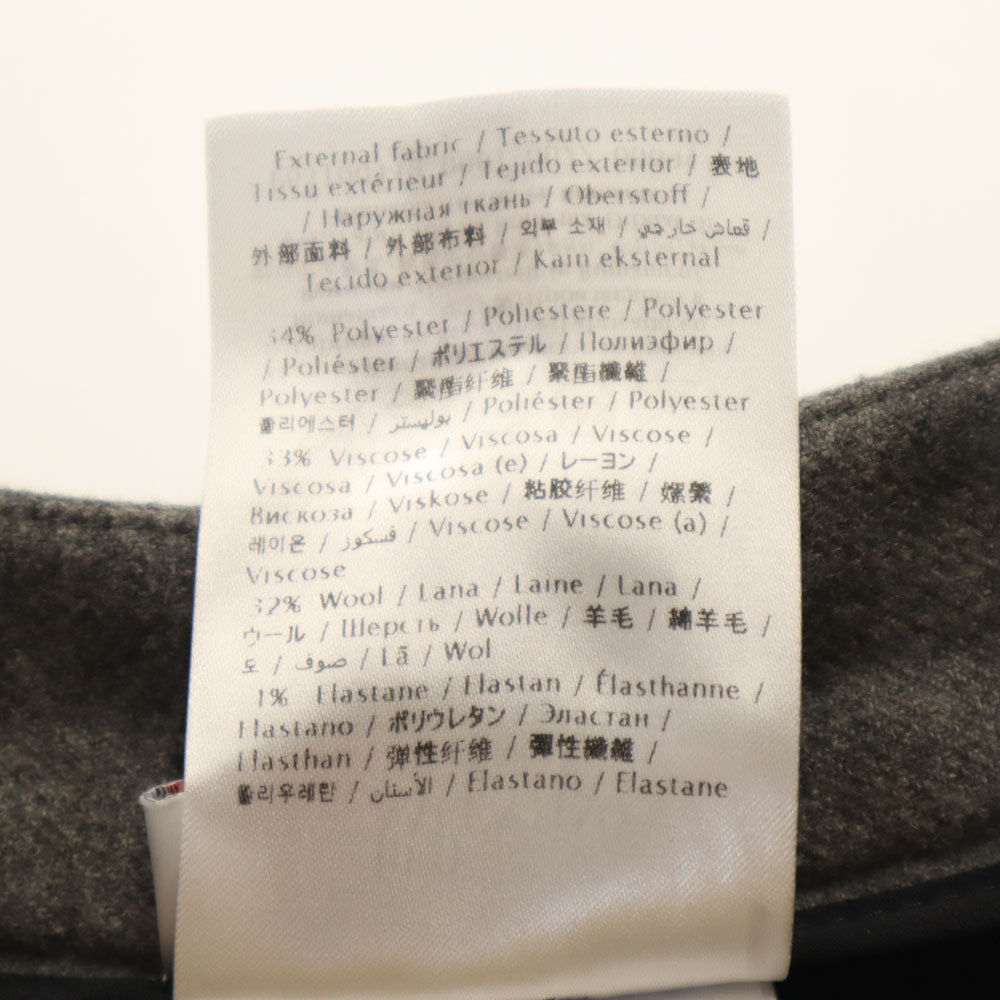 External fabric / Tessuto esterno /
Tissu extérieur / Tejido exterior / 表地
/ Наружная ткань / Oberstoff /
外部面料 / 外部布料 / 외부 소재 / قماش خارجي /
Tecido exterior / Kain eksternal
34% Polyester / Poliestere / Polyester
/ Poliéster / ポリエステル / Полиэфир /
Polyester / 聚酯纤维 / 聚酯纖維 /
폴리에스터 / بوليستر / Poliéster / Polyester
33% Viscose / Viscosa / Viscose /
Viscosa / Viscosa (e) / レーヨン /
Вискоза / Viskose / 粘胶纤维 / 嫘縈 /
레이온 / فسكوز / Viscose / Viscose (a) /
Viscose
32% Wool / Lana / Laine / Lana /
ウール / Шерсть / Wolle / 羊毛 / 綿羊毛 /
모 / صوف / Lã / Wol
1% Elastane / Elastan / Élasthanne /
Elastano / ポリウレタン / Эластан /
Elasthan / 弹性纤维 / 彈性纖維 /
폴리우레탄 / الأستان / Elastano / Elastane